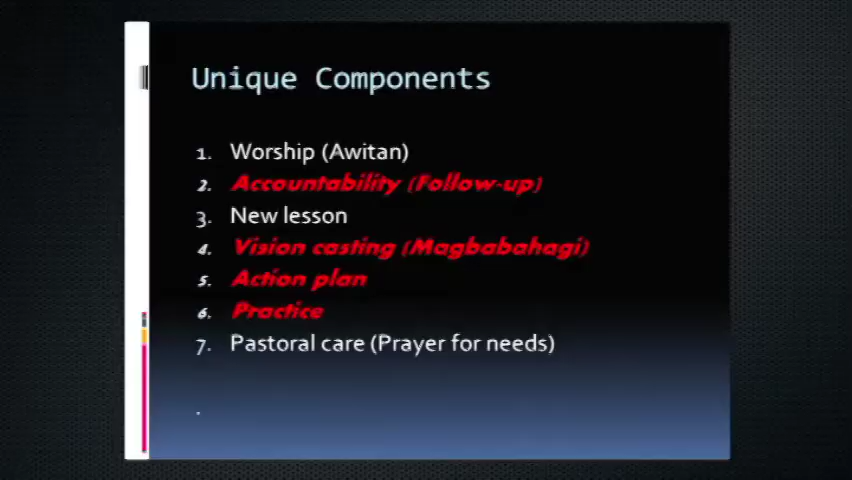 Unique Components
1. Worship (Awitan)
2. Accountability (Follow-up)
3. New lesson
4. Vision casting (Magbabahagi)
5. Action plan
6. Practice
7. Pastoral care (Prayer for needs)
.